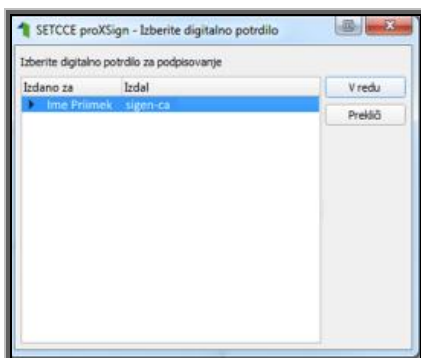 SETCCE proXSign - Izberite digitalno potrdilo
Izberite digitalno potrdilo za podpisovanje
Izdano za Izdal
Ime Priimek sigen-ca
V redu
Prekliči